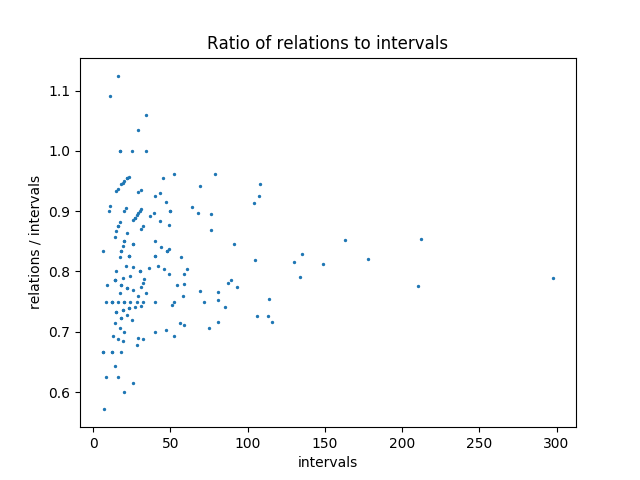 Ratio of relations to intervals
1.1
1.0
0.9
0.8
0.7
0.6
relations / intervals
0 50 100 150 200 250 300
intervals